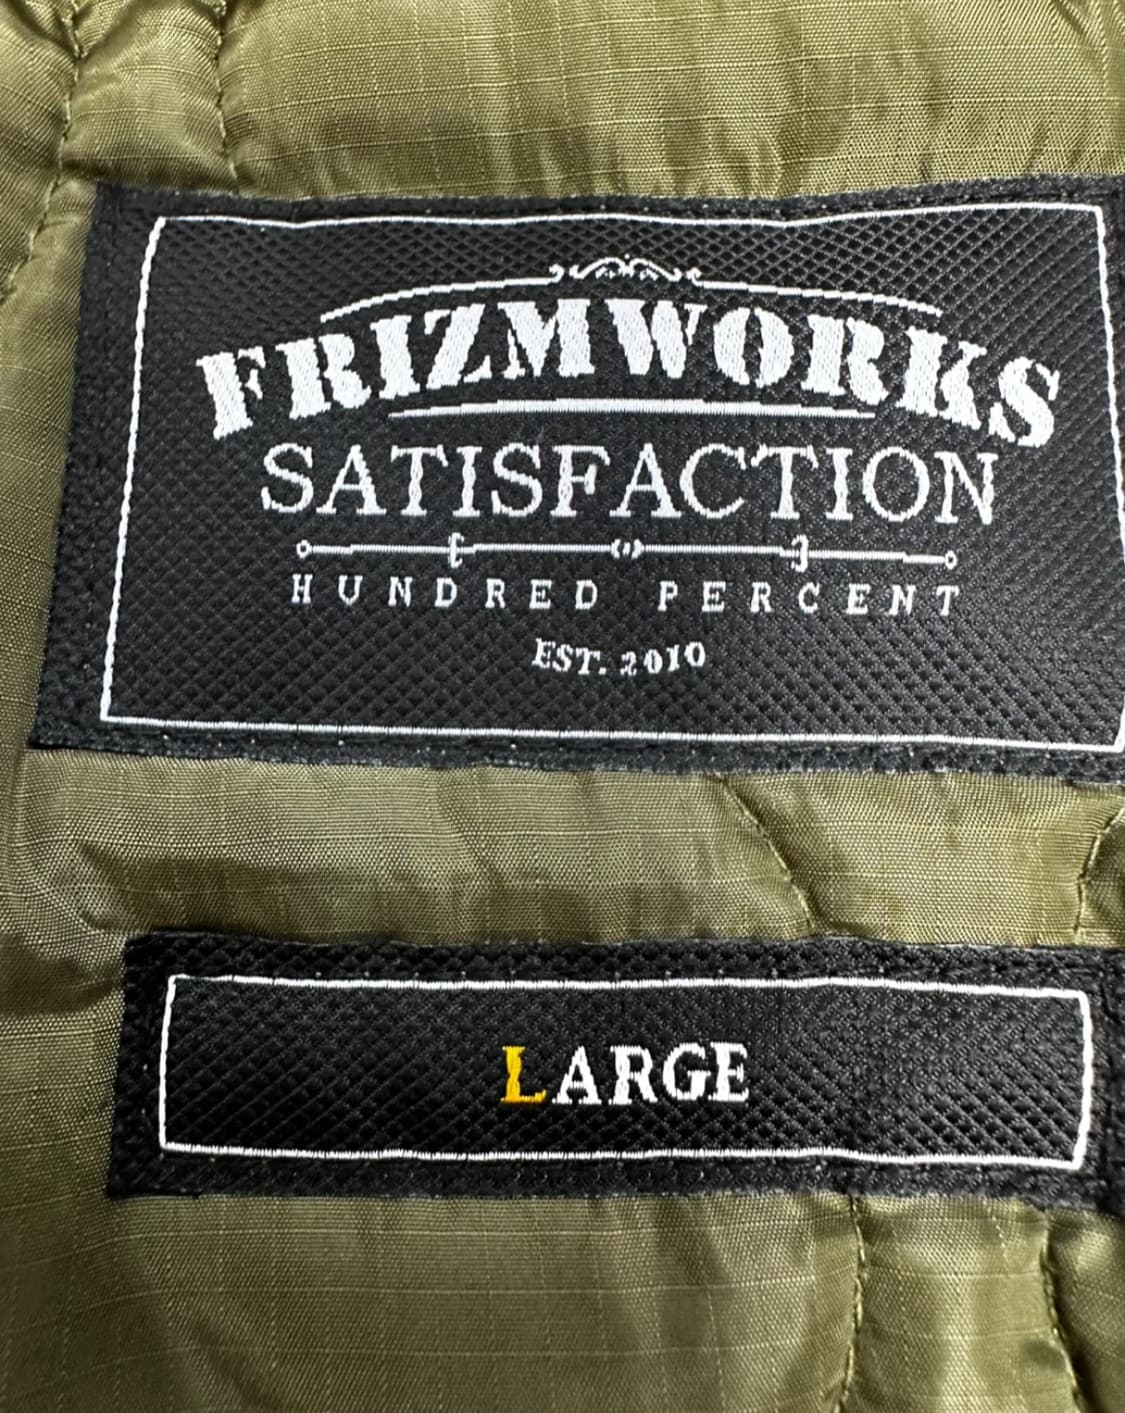 FRIZMWORKS
SATISFACTION
HUNDRED PERCENT
EST. 2010
LARGE